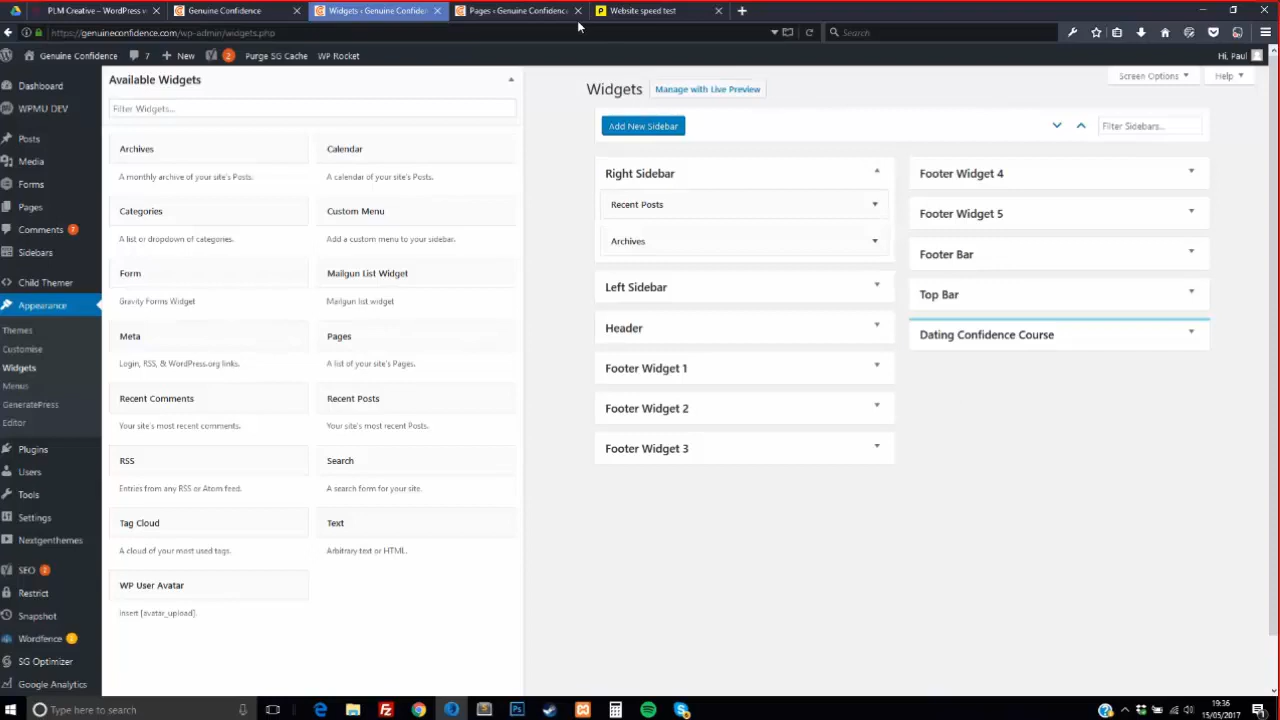 PLM Creative – WordPress v
Genuine Confidence
Widgets ‹ Genuine Confiden
Pages ‹ Genuine Confidence
Website speed test
https://genuineconfidence.com/wp-admin/widgets.php
Search
Genuine Confidence
7
New
2
Purge SG Cache
WP Rocket
Hi, Paul
Dashboard
WPMU DEV
Posts
Media
Forms
Pages
Comments
Sidebars
Child Themer
Appearance
Themes
Customise
Widgets
Menus
GeneratePress
Editor
Plugins
Users
Tools
Settings
Nextgenthemes
SEO 2
Restrict
Snapshot
Wordfence 2
SG Optimizer
Google Analytics
Available Widgets
Filter Widgets...
Archives
A monthly archive of your site's Posts.
Calendar
A calendar of your site's Posts.
Categories
A list or dropdown of categories.
Custom Menu
Add a custom menu to your sidebar.
Form
Gravity Forms Widget
Mailgun List Widget
Mailgun list widget
Meta
Login, RSS, & WordPress.org links.
Pages
A list of your site's Pages.
Recent Comments
Your site's most recent comments.
Recent Posts
Your site's most recent Posts.
RSS
Entries from any RSS or Atom feed.
Search
A search form for your site.
Tag Cloud
A cloud of your most used tags.
Text
Arbitrary text or HTML.
WP User Avatar
insert [avatar_upload].
Widgets
Manage with Live Preview
Screen Options
Help
Add New Sidebar
Filter Sidebars...
Right Sidebar
Recent Posts
Archives
Left Sidebar
Header
Footer Widget 1
Footer Widget 2
Footer Widget 3
Footer Widget 4
Footer Widget 5
Footer Bar
Top Bar
Dating Confidence Course
Type here to search
19:36
15/05/2017